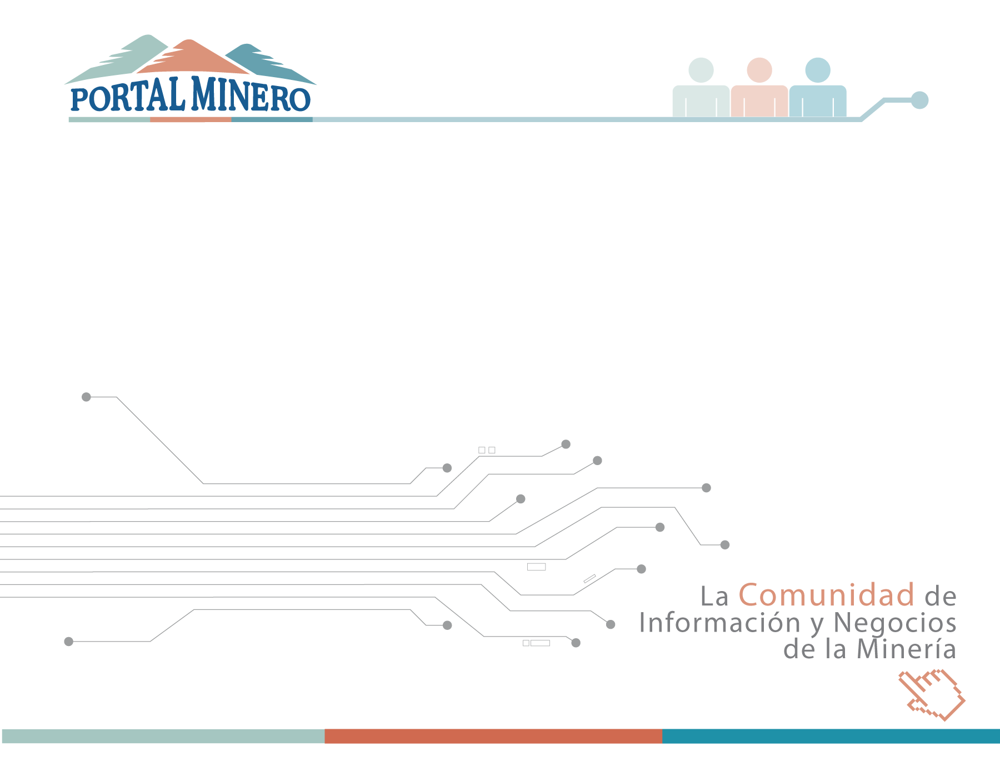 PORTAL MINERO
La Comunidad de
Información y Negocios
de la Minería